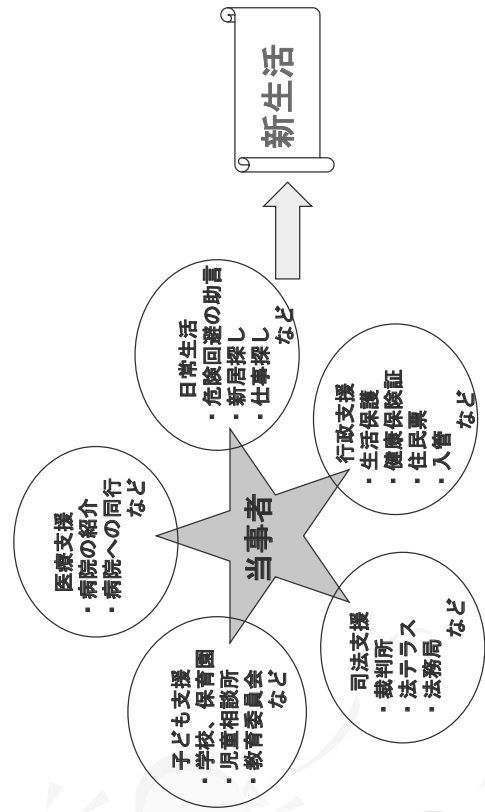 医療支援
・病院の紹介
・病院への同行
など
子ども支援
・学校、保育園
・児童相談所
・教育委員会
など
当事者
日常生活
・危険回避の助言
・新居探し
・仕事探し
など
司法支援
・裁判所
・法テラス
・法務局
など
行政支援
・生活保護
・健康保険証
・住民票
・入管
など
新生活